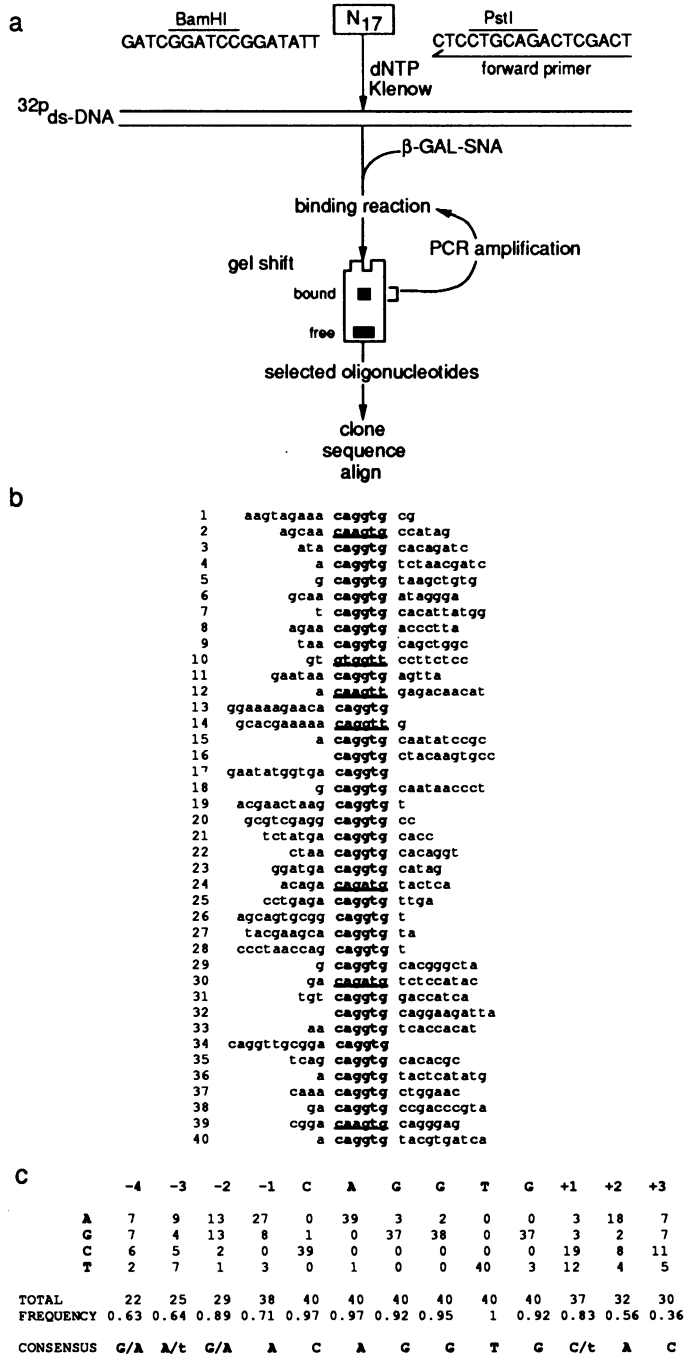 a
BamHI
N17
PstI
GATCGGATCCGGATATT
CTCCTGCAGACTCGACT
dNTP
Klenow
forward primer
32P ds-DNA
β-GAL-SNA
binding reaction
PCR amplification
gel shift
bound
free
selected oligonucleotides
clone
sequence
align
b
1 aagtagaaa caggtg cg
2 agcaa caagtg ccatag
3 ata caggtg cacagatc
4 a caggtg tctaacgatc
5 g caggtg taagctgtg
6 gcaa caggtg ataggga
7 t caggtg cacattatgg
8 agaa caggtg accctta
9 taa caggtg cagctggc
10 gt gtggtt ccttctcc
11 gaataa caggtg agtta
12 a caagtt gagacaacat
13 ggaaaagaaca caggtg
14 gcacgaaaaa caggtt g
15 a caggtg caatatccgc
16 caggtg ctacaagtgcc
17 gaatatggtga caggtg
18 g caggtg caataaccct
19 acgaactaag caggtg t
20 gcgtcgagg caggtg cc
21 tctatga caggtg cacc
22 ctaa caggtg cacaggt
23 ggatga caggtg catag
24 acaga cagatg tactca
25 cctgaga caggtg ttga
26 agcagtgcgg caggtg t
27 tacgaagca caggtg ta
28 ccctaaccag caggtg t
29 g caggtg cacgggcta
30 ga cagatg tctccatac
31 tgt caggtg gaccatca
32 caggtg caggaagatta
33 aa caggtg tcaccacat
34 caggttgcgga caggtg
35 tcag caggtg cacacgc
36 a caggtg tactcatatg
37 caaa caggtg ctggaac
38 ga caggtg ccgacccgta
39 cgga caagtg cagggag
40 a caggtg tacgtgatca
c
-4 -3 -2 -1 C A G G T G +1 +2 +3
A 7 9 13 27 0 39 3 2 0 0 3 18 7
G 7 4 13 8 1 0 37 38 0 37 3 2 7
C 6 5 2 0 39 0 0 0 0 0 19 8 11
T 2 7 1 3 0 1 0 0 40 3 12 4 5
TOTAL 22 25 29 38 40 40 40 40 40 40 37 32 30
FREQUENCY 0.63 0.64 0.89 0.71 0.97 0.97 0.92 0.95 1 0.92 0.83 0.56 0.36
CONSENSUS G/A A/t G/A A C A G G T G C/t A C